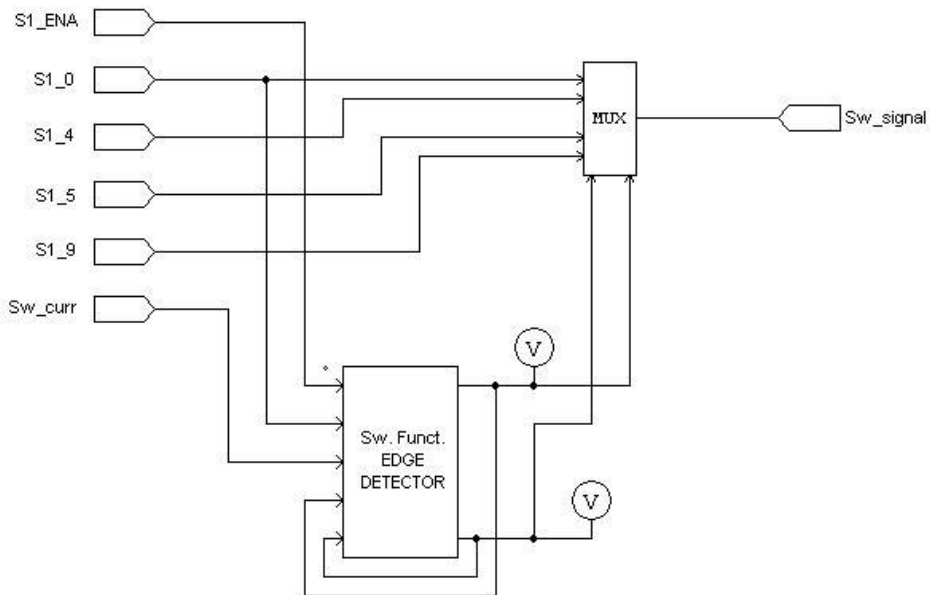 S1_ENA
S1_0
S1_4
S1_5
S1_9
Sw_curr
MUX
Sw_signal
V
Sw. Funct.
EDGE
DETECTOR
V